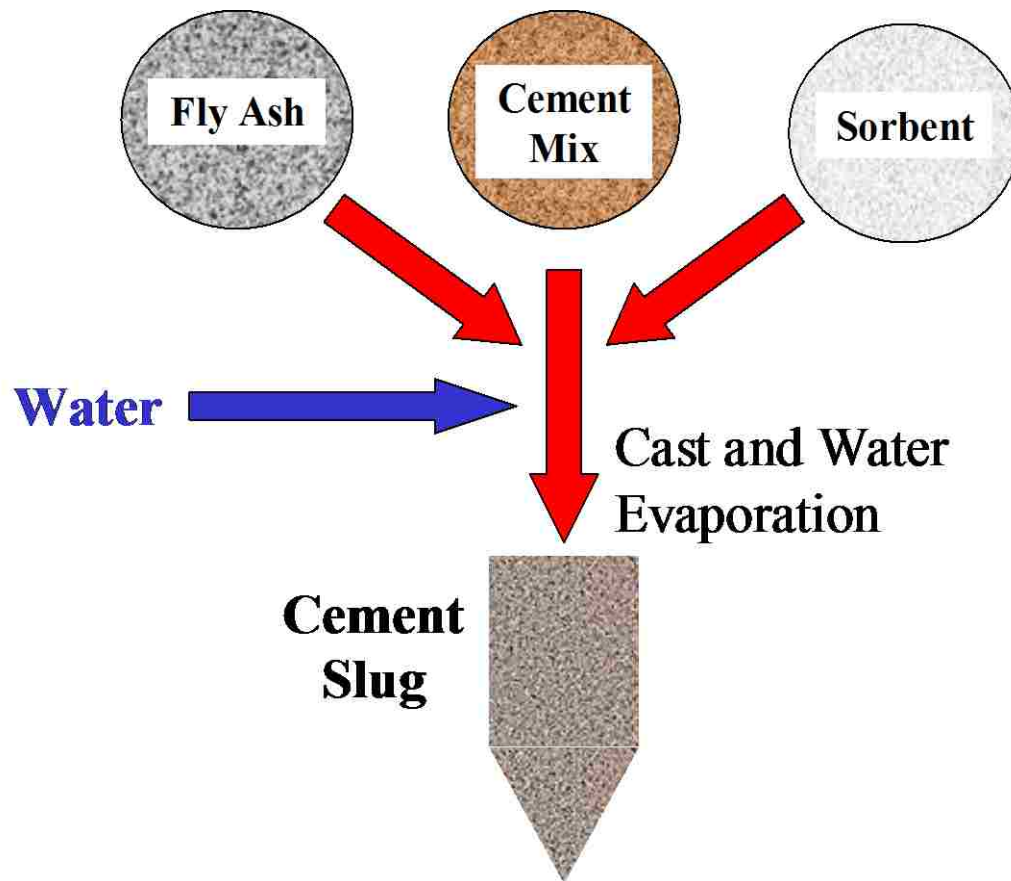 Fly Ash
Cement
Mix
Sorbent
Water
Cast and Water
Evaporation
Cement
Slug